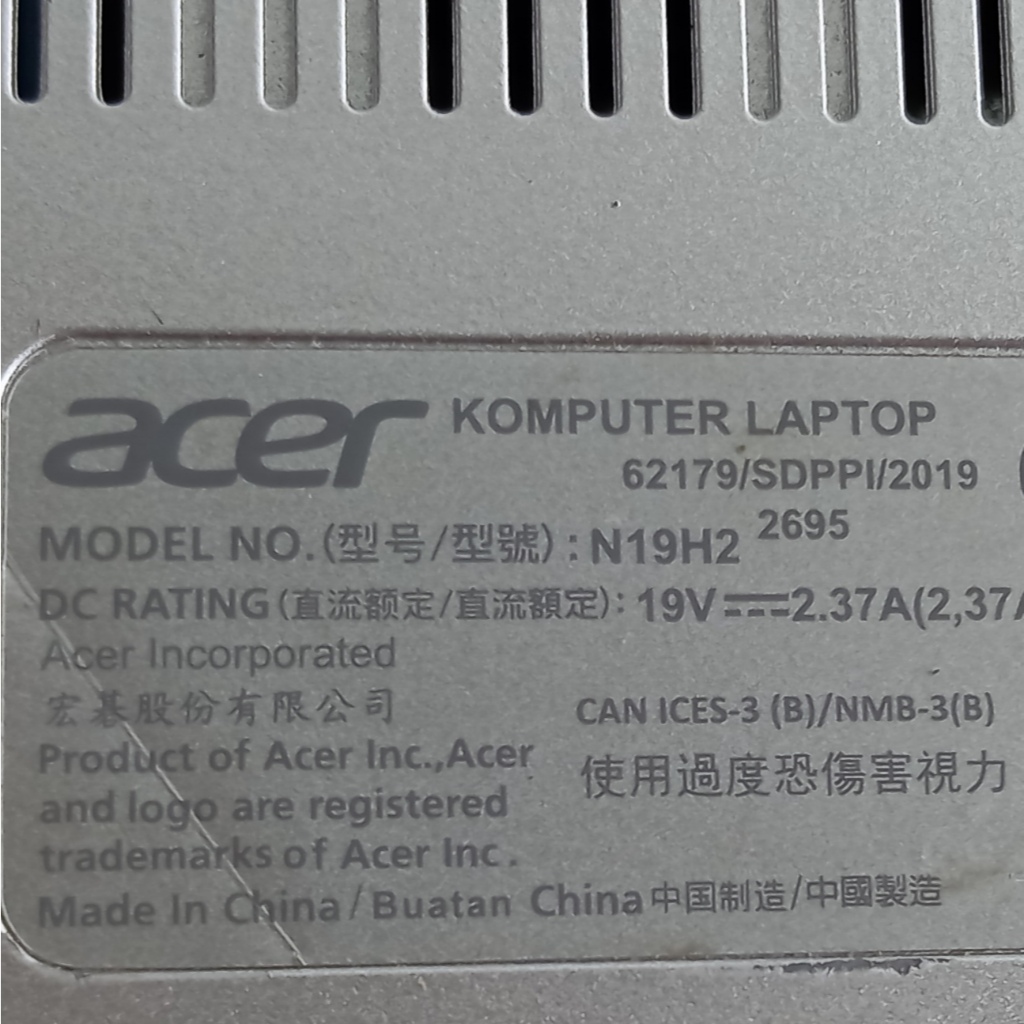 acer KOMPUTER LAPTOP
62179/SDPPI/2019
2695
MODEL NO.(型号/型號):N19H2
DC RATING(直流额定/直流額定):19V⎓2.37A(2,37A
Acer Incorporated
宏碁股份有限公司
CAN ICES-3 (B)/NMB-3(B)
Product of Acer Inc.,Acer
and logo are registered
trademarks of Acer Inc.
使用過度恐傷害視力
Made In China/Buatan China中国制造/中國製造